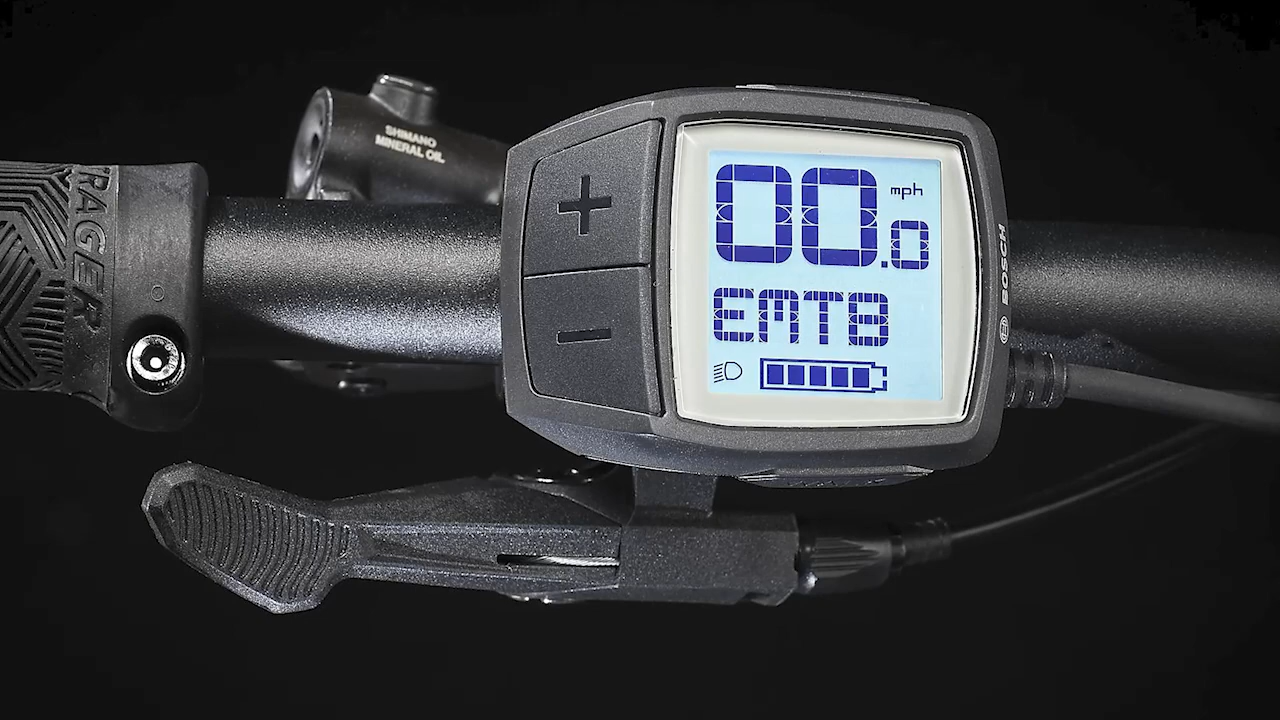 SHIMANO
MINERAL OIL
RAGER
+
−
00.0 mph
EMTB
BOSCH